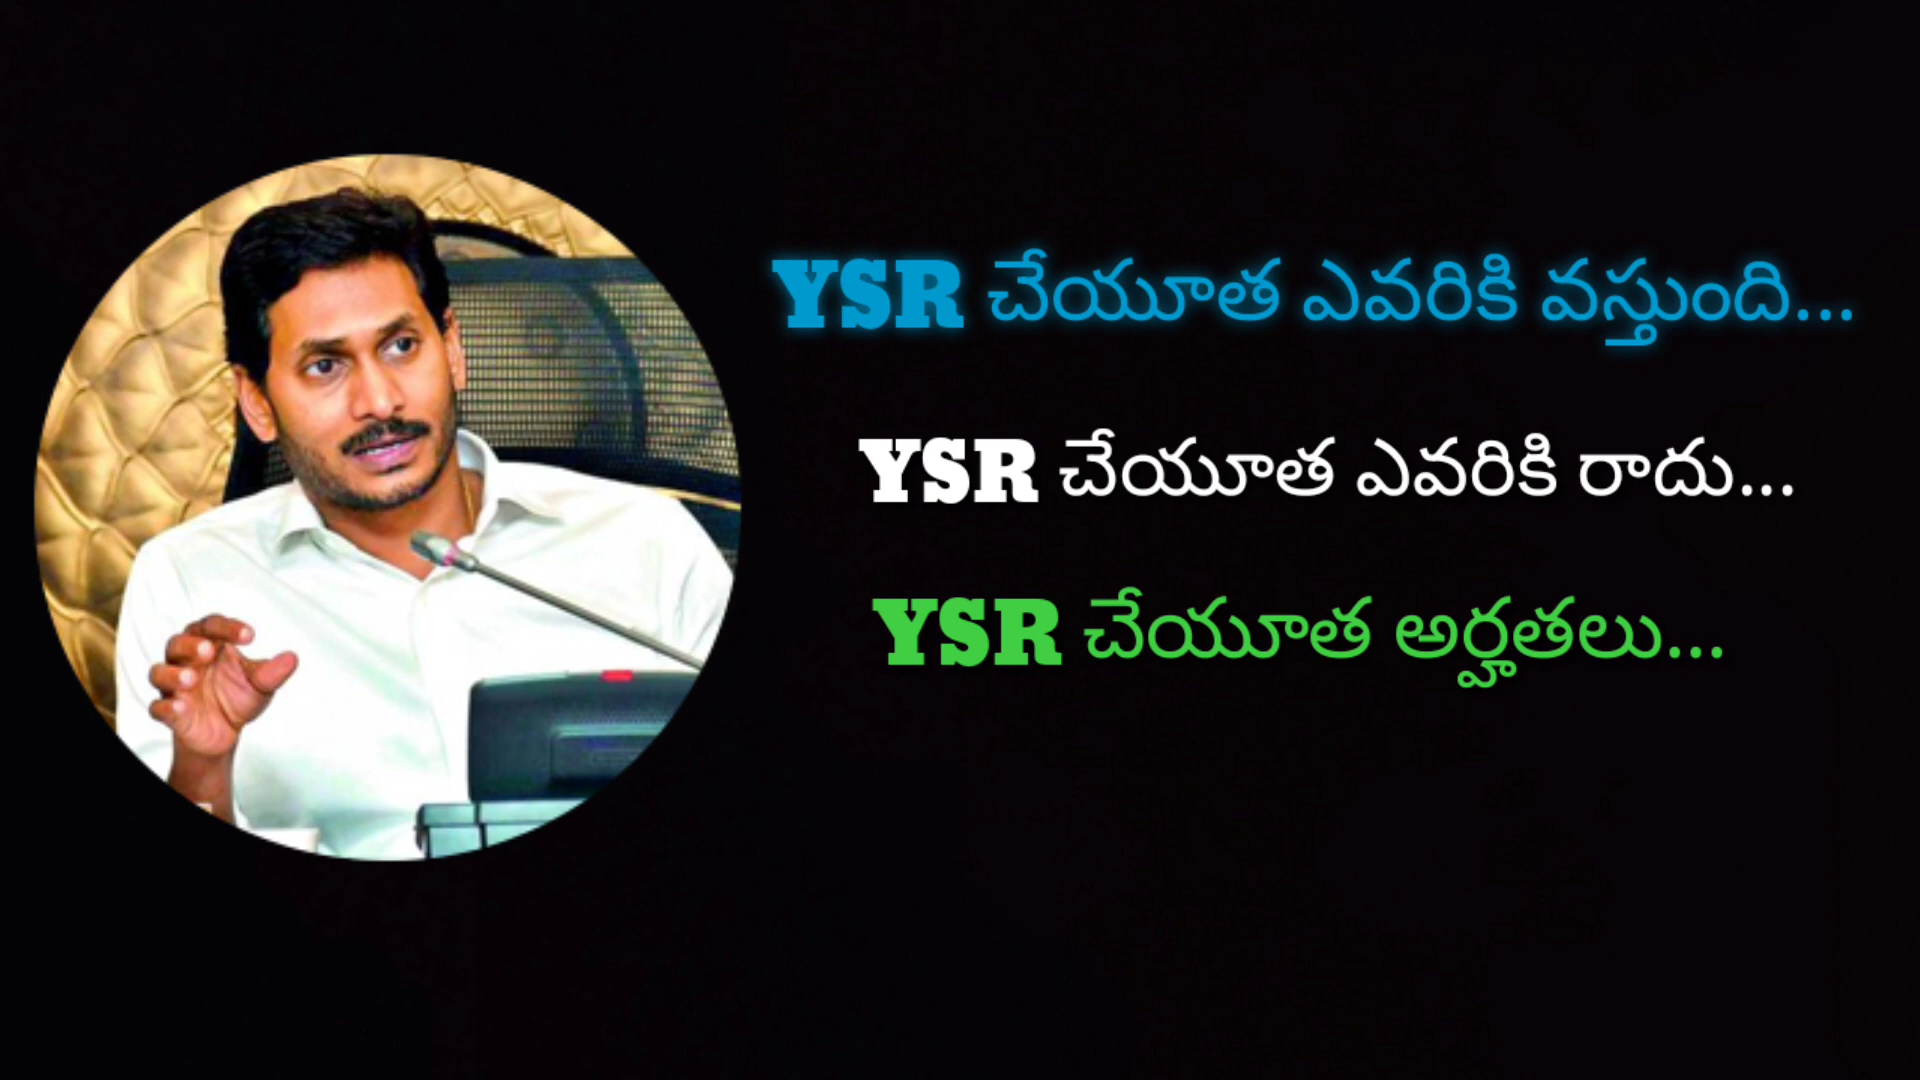 YSR చేయూత ఎవరికి వస్తుంది...
YSR చేయూత ఎవరికి రాదు...
YSR చేయూత అర్హతలు...